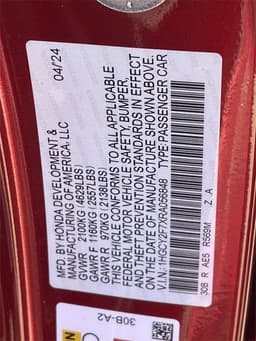 04/24
MFD BY HONDA DEVELOPMENT &
MANUFACTURING OF AMERICA, LLC
GVWR 2100KG (4629LBS)
GAWR F 1160KG (2557LBS)
GAWR R 970KG (2138LBS)
THIS VEHICLE CONFORMS TO ALL APPLICABLE
FEDERAL MOTOR VEHICLE SAFETY, BUMPER,
AND THEFT PREVENTION STANDARDS IN EFFECT
ON THE DATE OF MANUFACTURE SHOWN ABOVE.
V.I.N.: 1HGCY2F7XRA056848 TYPE:PASSENGER CAR
30B R AE5 R569M Z A
30B-A2